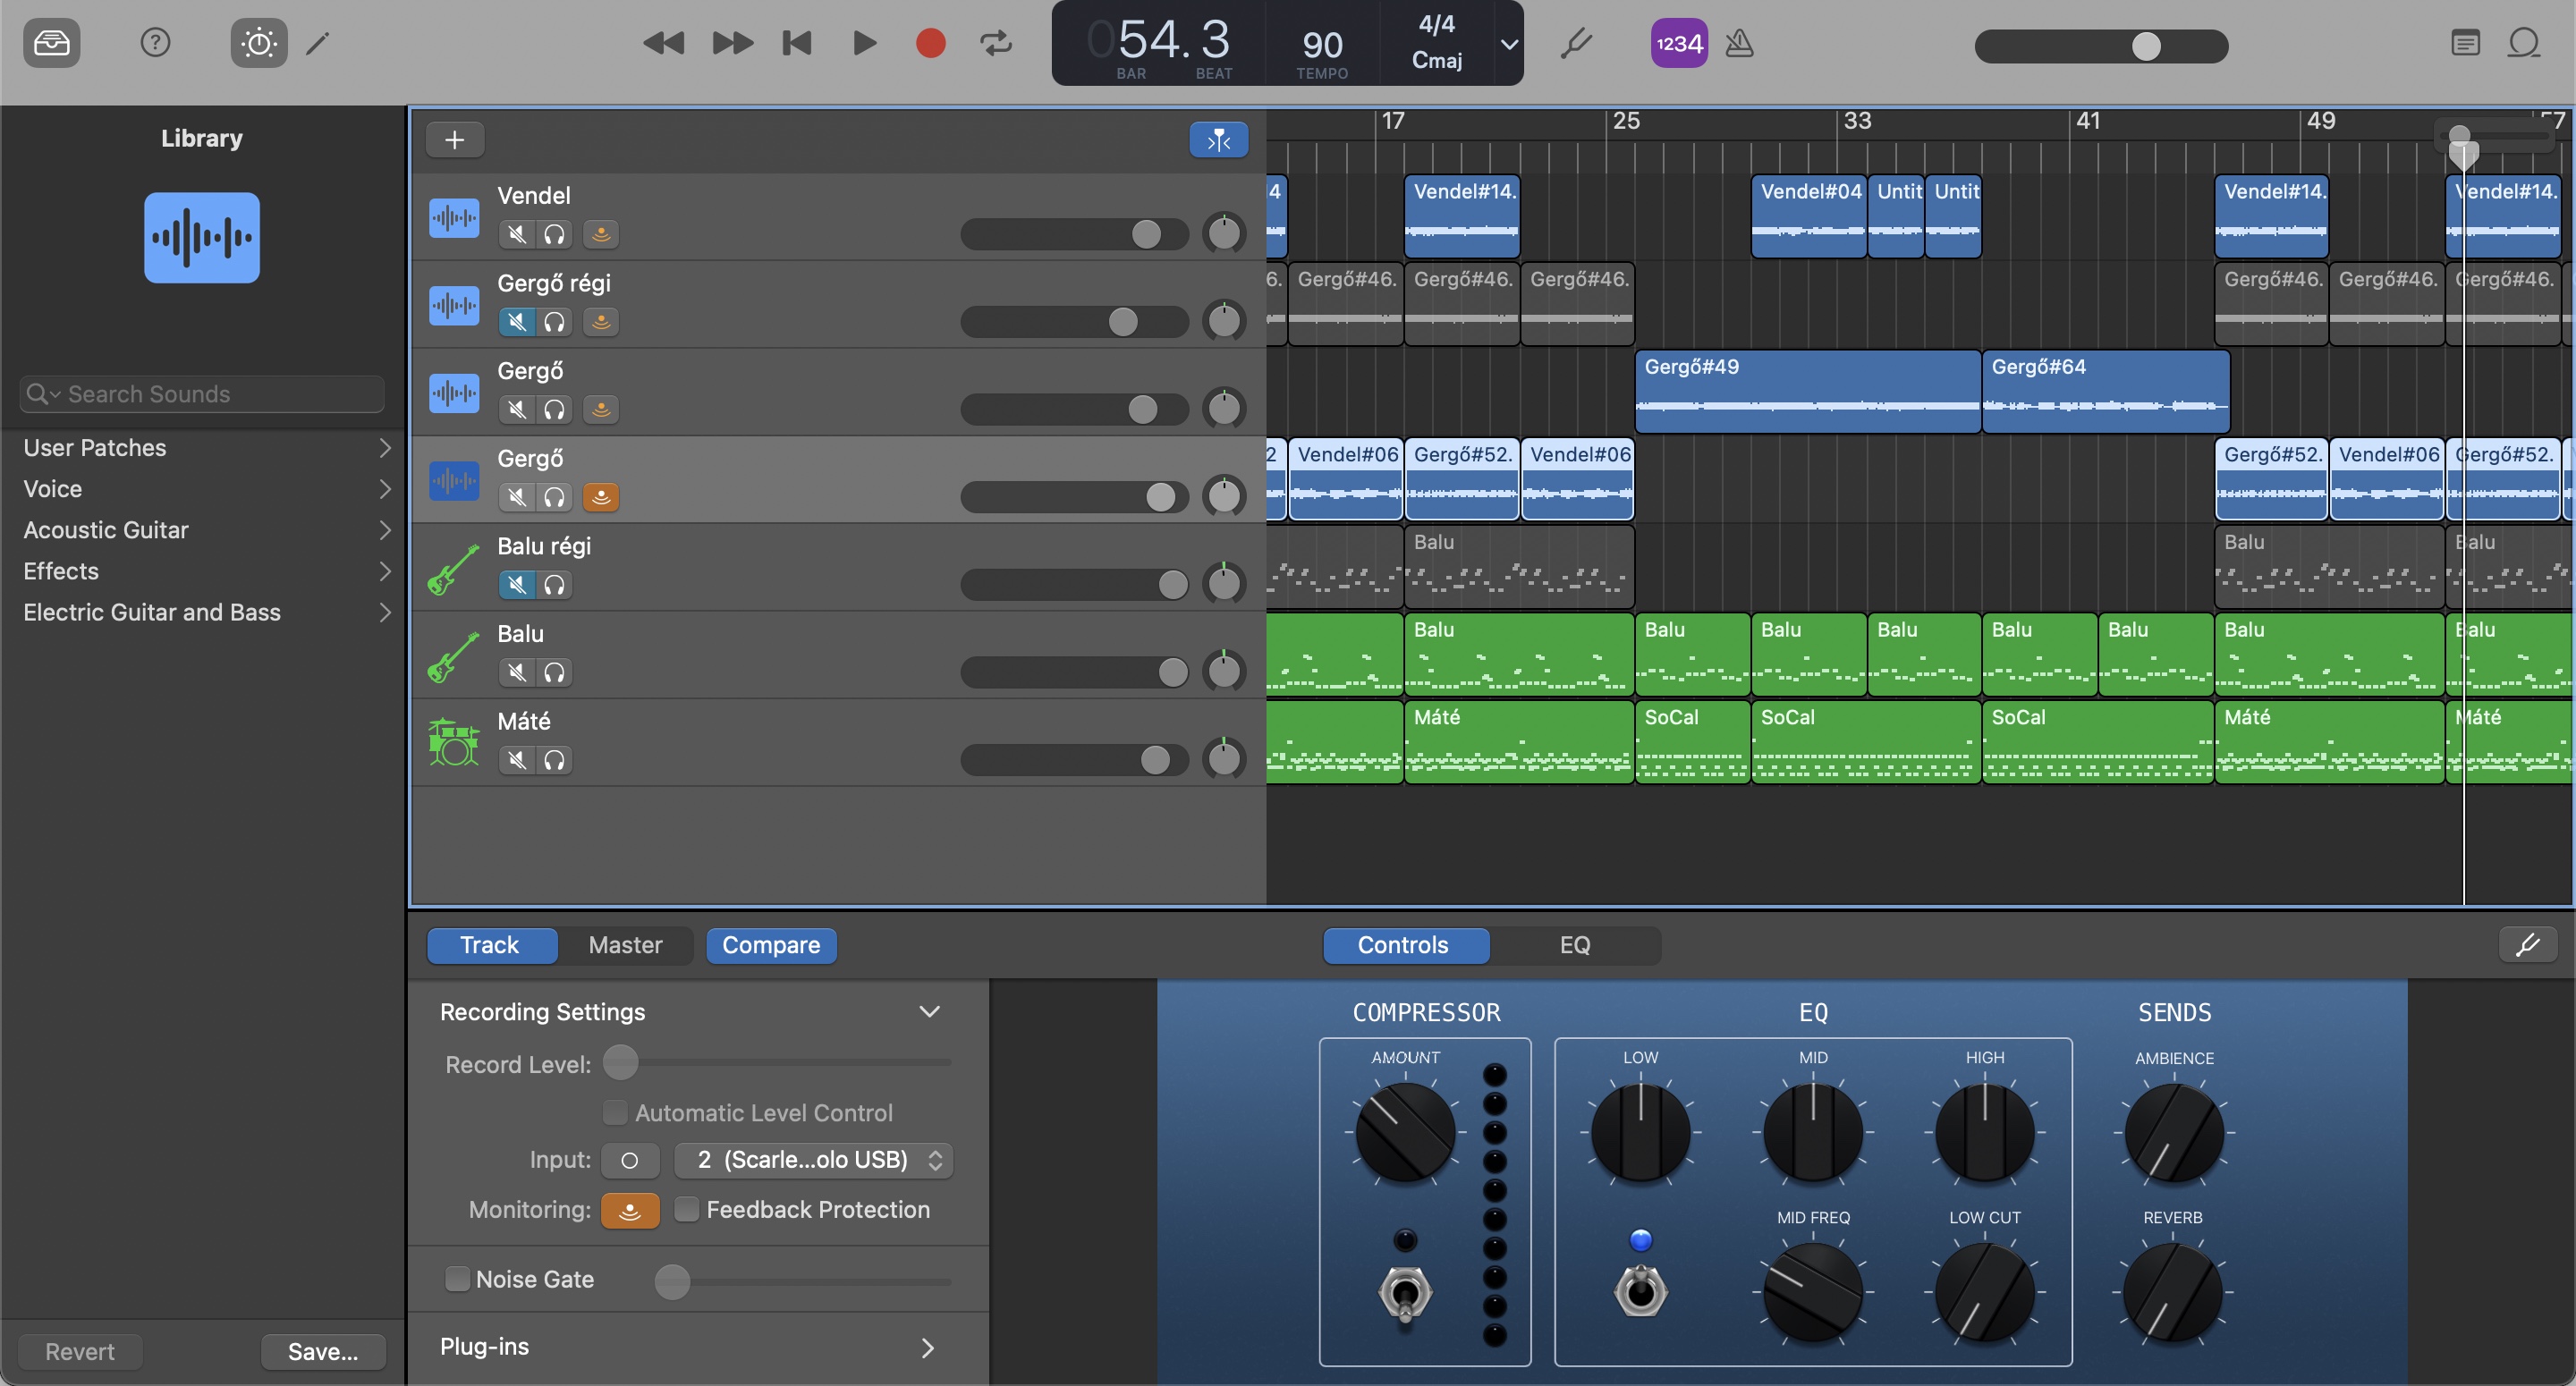 054.3
BAR BEAT
90
TEMPO
4/4
Cmaj
1234
Library
Search Sounds
User Patches
Voice
Acoustic Guitar
Effects
Electric Guitar and Bass
Revert
Save...
17 25 33 41 49 57
Vendel
4 Vendel#14. Vendel#04 Untit Untit Vendel#14. Vendel#14.
Gergő régi
6. Gergő#46. Gergő#46. Gergő#46. Gergő#46. Gergő#46. Gergő#46.
Gergő
Gergő#49 Gergő#64
Gergő
2 Vendel#06 Gergő#52. Vendel#06 Gergő#52. Vendel#06 Gergő#52.
Balu régi
Balu Balu Balu
Balu
Balu Balu Balu Balu Balu Balu Balu Balu
Máté
Máté SoCal SoCal SoCal Máté Máté
Track Master Compare
Controls EQ
Recording Settings
Record Level:
Automatic Level Control
Input: 2 (Scarle...olo USB)
Monitoring: Feedback Protection
Noise Gate
Plug-ins
COMPRESSOR
AMOUNT
EQ
LOW MID HIGH
MID FREQ LOW CUT
SENDS
AMBIENCE
REVERB